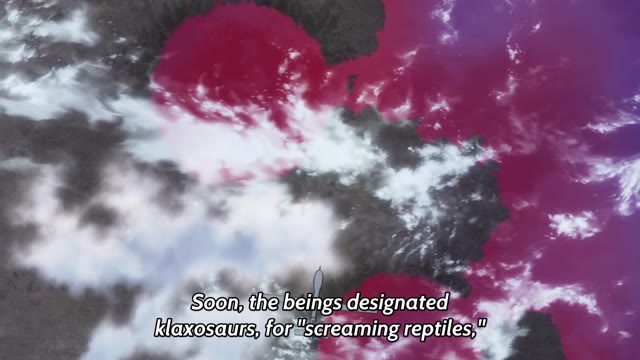 Soon, the beings designated
klaxosaurs, for "screaming reptiles,"